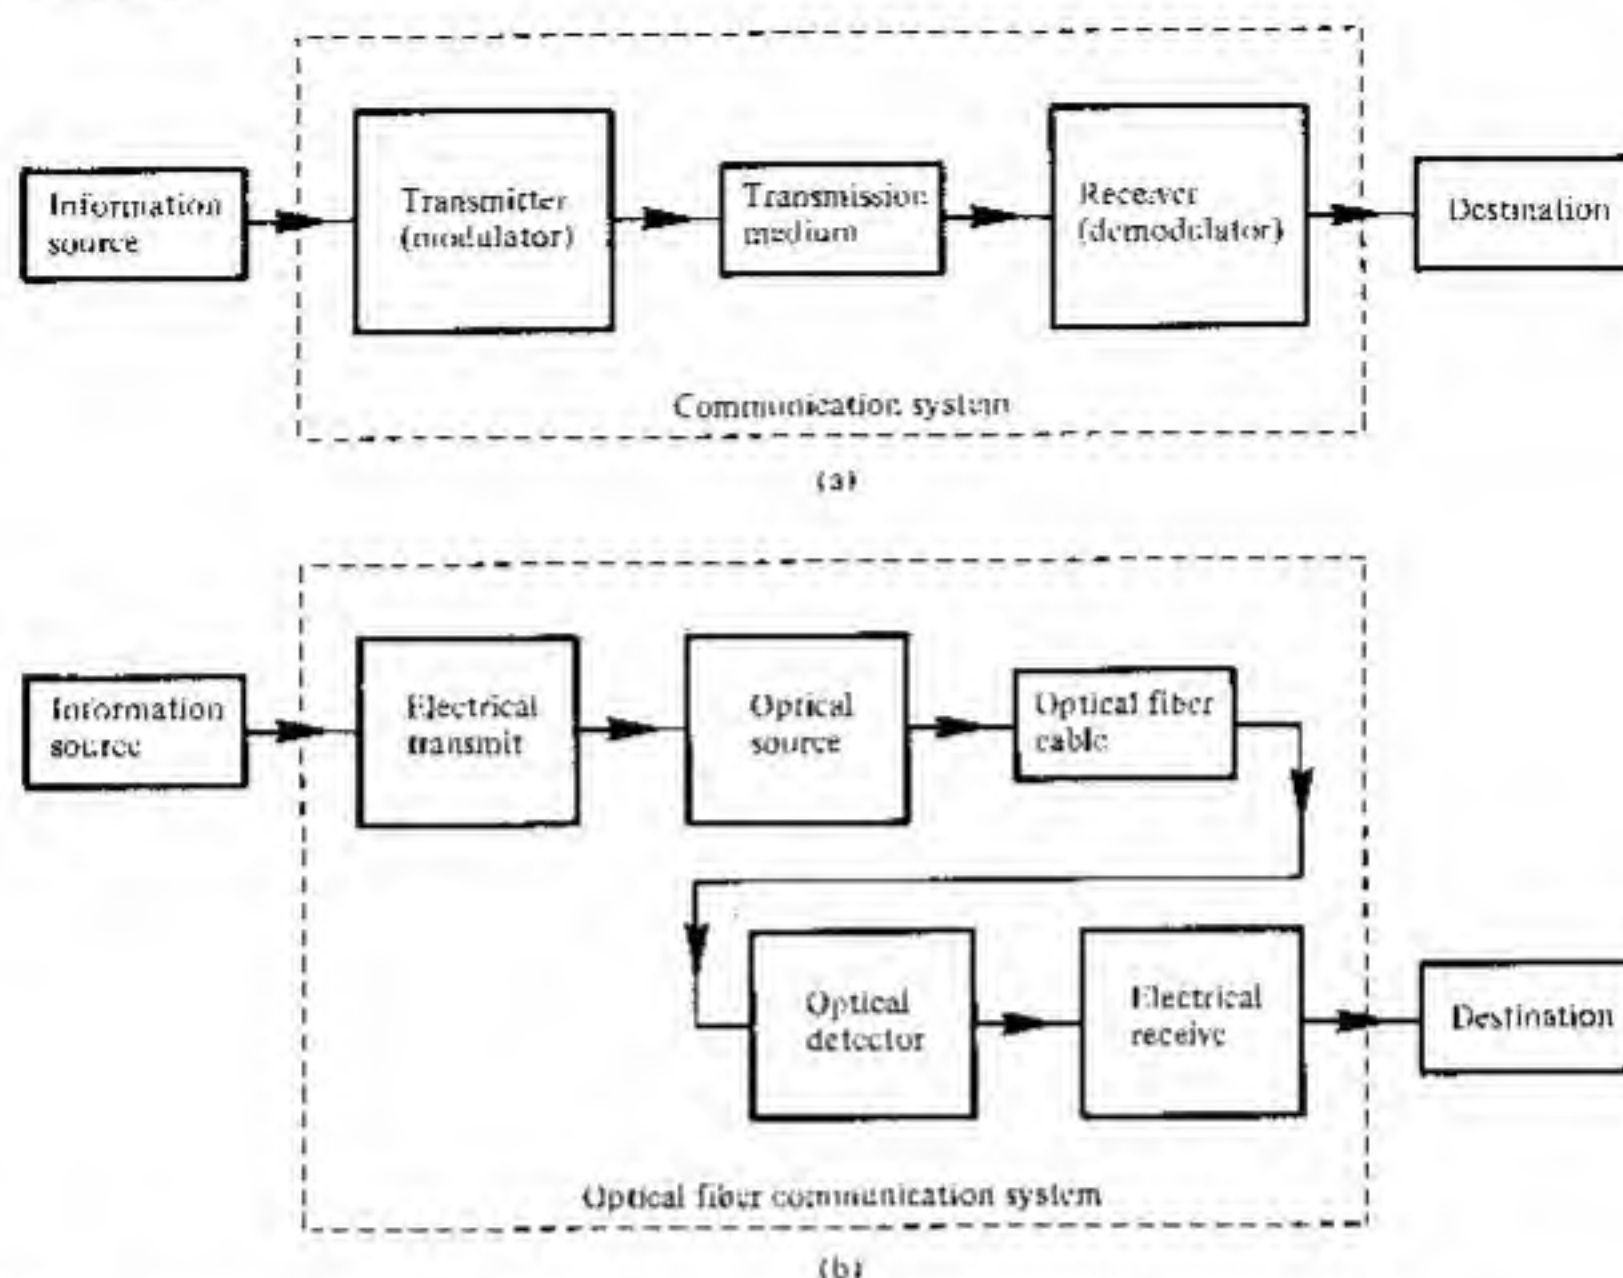 Information
source
Transmitter
(modulator)
Transmission
medium
Receiver
(demodulator)
Destination
Communication system
(a)
Information
source
Electrical
transmit
Optical
source
Optical fiber
cable
Optical
detector
Electrical
receive
Destination
Optical fiber communication system
(b)